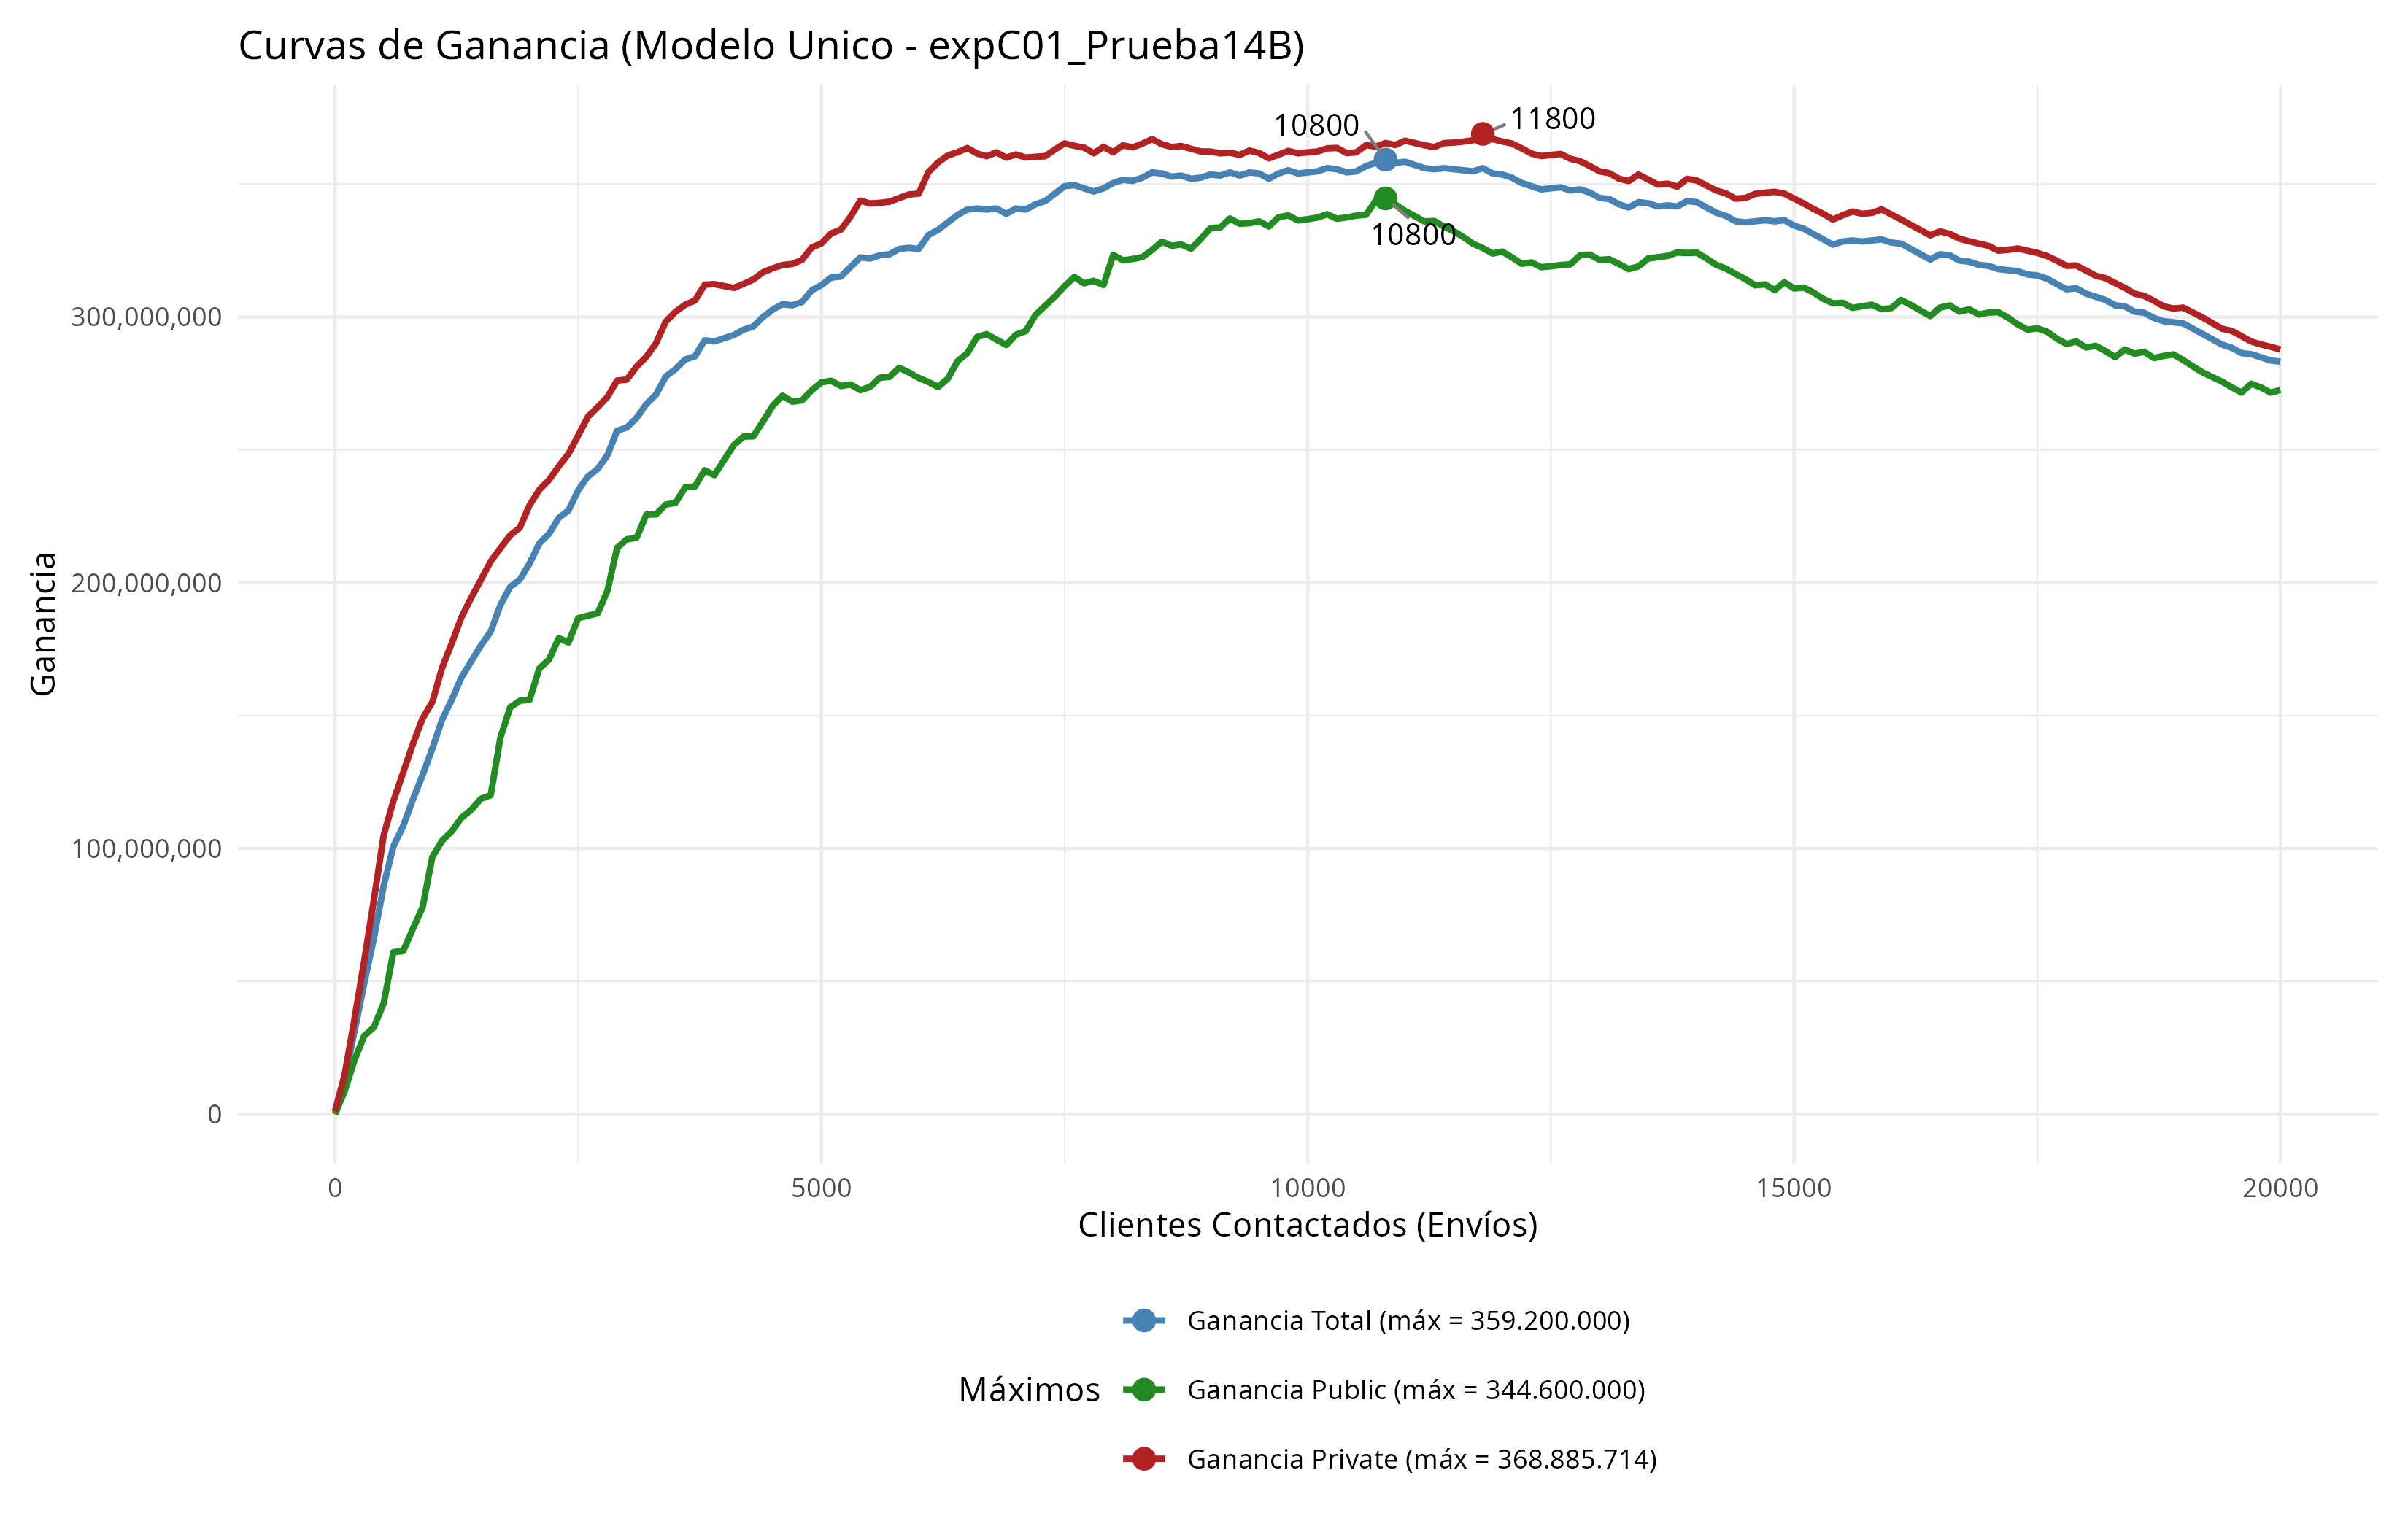 Curvas de Ganancia (Modelo Unico - expC01_Prueba14B)
10800
11800
10800
Ganancia
300,000,000
200,000,000
100,000,000
0
0
5000
10000
15000
20000
Clientes Contactados (Envíos)
Máximos
Ganancia Total (máx = 359.200.000)
Ganancia Public (máx = 344.600.000)
Ganancia Private (máx = 368.885.714)